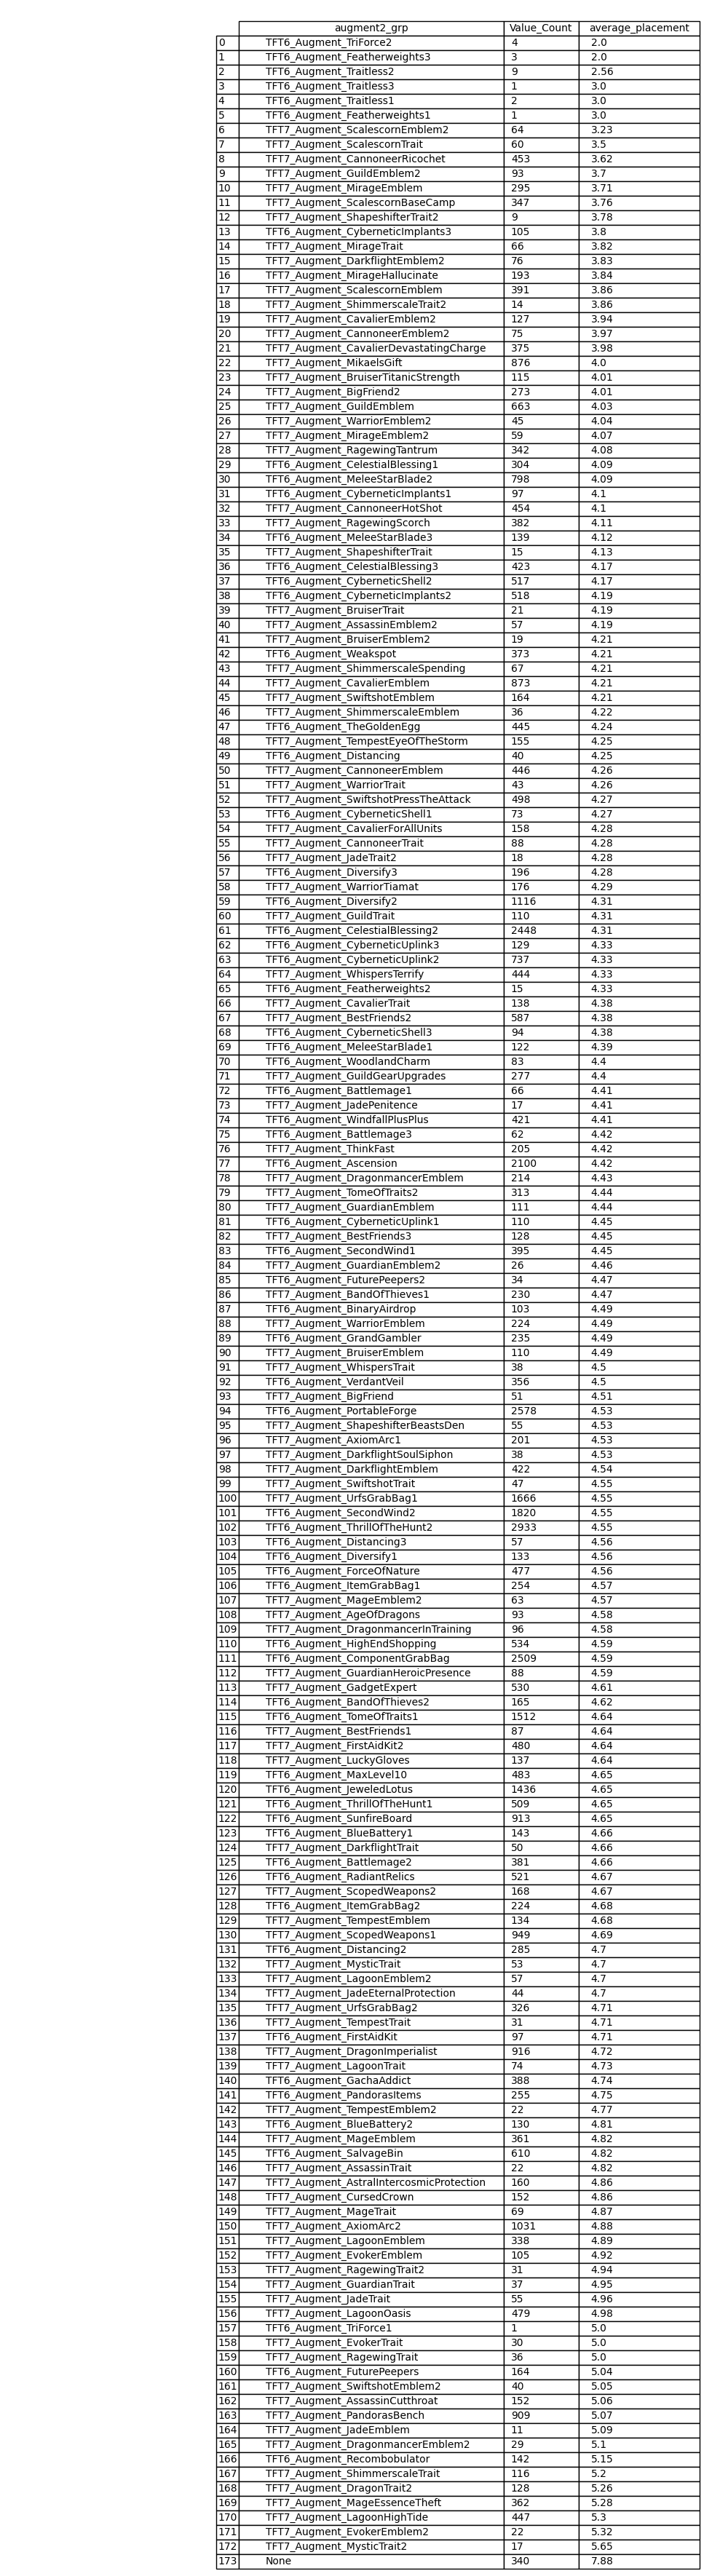 augment2_grp Value_Count average_placement
0 TFT6_Augment_TriForce2 4 2.0
1 TFT6_Augment_Featherweights3 3 2.0
2 TFT6_Augment_Traitless2 9 2.56
3 TFT6_Augment_Traitless3 1 3.0
4 TFT6_Augment_Traitless1 2 3.0
5 TFT6_Augment_Featherweights1 1 3.0
6 TFT7_Augment_ScalescornEmblem2 64 3.23
7 TFT7_Augment_ScalescornTrait 60 3.5
8 TFT7_Augment_CannoneerRicochet 453 3.62
9 TFT7_Augment_GuildEmblem2 93 3.7
10 TFT7_Augment_MirageEmblem 295 3.71
11 TFT7_Augment_ScalescornBaseCamp 347 3.76
12 TFT7_Augment_ShapeshifterTrait2 9 3.78
13 TFT6_Augment_CyberneticImplants3 105 3.8
14 TFT7_Augment_MirageTrait 66 3.82
15 TFT7_Augment_DarkflightEmblem2 76 3.83
16 TFT7_Augment_MirageHallucinate 193 3.84
17 TFT7_Augment_ScalescornEmblem 391 3.86
18 TFT7_Augment_ShimmerscaleTrait2 14 3.86
19 TFT7_Augment_CavalierEmblem2 127 3.94
20 TFT7_Augment_CannoneerEmblem2 75 3.97
21 TFT7_Augment_CavalierDevastatingCharge 375 3.98
22 TFT7_Augment_MikaelsGift 876 4.0
23 TFT7_Augment_BruiserTitanicStrength 115 4.01
24 TFT7_Augment_BigFriend2 273 4.01
25 TFT7_Augment_GuildEmblem 663 4.03
26 TFT7_Augment_WarriorEmblem2 45 4.04
27 TFT7_Augment_MirageEmblem2 59 4.07
28 TFT7_Augment_RagewingTantrum 342 4.08
29 TFT6_Augment_CelestialBlessing1 304 4.09
30 TFT6_Augment_MeleeStarBlade2 798 4.09
31 TFT6_Augment_CyberneticImplants1 97 4.1
32 TFT7_Augment_CannoneerHotShot 454 4.1
33 TFT7_Augment_RagewingScorch 382 4.11
34 TFT6_Augment_MeleeStarBlade3 139 4.12
35 TFT7_Augment_ShapeshifterTrait 15 4.13
36 TFT6_Augment_CelestialBlessing3 423 4.17
37 TFT6_Augment_CyberneticShell2 517 4.17
38 TFT6_Augment_CyberneticImplants2 518 4.19
39 TFT7_Augment_BruiserTrait 21 4.19
40 TFT7_Augment_AssassinEmblem2 57 4.19
41 TFT7_Augment_BruiserEmblem2 19 4.21
42 TFT6_Augment_Weakspot 373 4.21
43 TFT7_Augment_ShimmerscaleSpending 67 4.21
44 TFT7_Augment_CavalierEmblem 873 4.21
45 TFT7_Augment_SwiftshotEmblem 164 4.21
46 TFT7_Augment_ShimmerscaleEmblem 36 4.22
47 TFT6_Augment_TheGoldenEgg 445 4.24
48 TFT7_Augment_TempestEyeOfTheStorm 155 4.25
49 TFT6_Augment_Distancing 40 4.25
50 TFT7_Augment_CannoneerEmblem 446 4.26
51 TFT7_Augment_WarriorTrait 43 4.26
52 TFT7_Augment_SwiftshotPressTheAttack 498 4.27
53 TFT6_Augment_CyberneticShell1 73 4.27
54 TFT7_Augment_CavalierForAllUnits 158 4.28
55 TFT7_Augment_CannoneerTrait 88 4.28
56 TFT7_Augment_JadeTrait2 18 4.28
57 TFT6_Augment_Diversify3 196 4.28
58 TFT7_Augment_WarriorTiamat 176 4.29
59 TFT6_Augment_Diversify2 1116 4.31
60 TFT7_Augment_GuildTrait 110 4.31
61 TFT6_Augment_CelestialBlessing2 2448 4.31
62 TFT6_Augment_CyberneticUplink3 129 4.33
63 TFT6_Augment_CyberneticUplink2 737 4.33
64 TFT7_Augment_WhispersTerrify 444 4.33
65 TFT6_Augment_Featherweights2 15 4.33
66 TFT7_Augment_CavalierTrait 138 4.38
67 TFT7_Augment_BestFriends2 587 4.38
68 TFT6_Augment_CyberneticShell3 94 4.38
69 TFT6_Augment_MeleeStarBlade1 122 4.39
70 TFT6_Augment_WoodlandCharm 83 4.4
71 TFT7_Augment_GuildGearUpgrades 277 4.4
72 TFT6_Augment_Battlemage1 66 4.41
73 TFT7_Augment_JadePenitence 17 4.41
74 TFT6_Augment_WindfallPlusPlus 421 4.41
75 TFT6_Augment_Battlemage3 62 4.42
76 TFT7_Augment_ThinkFast 205 4.42
77 TFT6_Augment_Ascension 2100 4.42
78 TFT7_Augment_DragonmancerEmblem 214 4.43
79 TFT7_Augment_TomeOfTraits2 313 4.44
80 TFT7_Augment_GuardianEmblem 111 4.44
81 TFT6_Augment_CyberneticUplink1 110 4.45
82 TFT7_Augment_BestFriends3 128 4.45
83 TFT6_Augment_SecondWind1 395 4.45
84 TFT7_Augment_GuardianEmblem2 26 4.46
85 TFT6_Augment_FuturePeepers2 34 4.47
86 TFT7_Augment_BandOfThieves1 230 4.47
87 TFT6_Augment_BinaryAirdrop 103 4.49
88 TFT7_Augment_WarriorEmblem 224 4.49
89 TFT6_Augment_GrandGambler 235 4.49
90 TFT7_Augment_BruiserEmblem 110 4.49
91 TFT7_Augment_WhispersTrait 38 4.5
92 TFT6_Augment_VerdantVeil 356 4.5
93 TFT7_Augment_BigFriend 51 4.51
94 TFT6_Augment_PortableForge 2578 4.53
95 TFT7_Augment_ShapeshifterBeastsDen 55 4.53
96 TFT7_Augment_AxiomArc1 201 4.53
97 TFT7_Augment_DarkflightSoulSiphon 38 4.53
98 TFT7_Augment_DarkflightEmblem 422 4.54
99 TFT7_Augment_SwiftshotTrait 47 4.55
100 TFT7_Augment_UrfsGrabBag1 1666 4.55
101 TFT6_Augment_SecondWind2 1820 4.55
102 TFT6_Augment_ThrillOfTheHunt2 2933 4.55
103 TFT6_Augment_Distancing3 57 4.56
104 TFT6_Augment_Diversify1 133 4.56
105 TFT6_Augment_ForceOfNature 477 4.56
106 TFT6_Augment_ItemGrabBag1 254 4.57
107 TFT7_Augment_MageEmblem2 63 4.57
108 TFT7_Augment_AgeOfDragons 93 4.58
109 TFT7_Augment_DragonmancerInTraining 96 4.58
110 TFT6_Augment_HighEndShopping 534 4.59
111 TFT6_Augment_ComponentGrabBag 2509 4.59
112 TFT7_Augment_GuardianHeroicPresence 88 4.59
113 TFT7_Augment_GadgetExpert 530 4.61
114 TFT6_Augment_BandOfThieves2 165 4.62
115 TFT6_Augment_TomeOfTraits1 1512 4.64
116 TFT7_Augment_BestFriends1 87 4.64
117 TFT7_Augment_FirstAidKit2 480 4.64
118 TFT7_Augment_LuckyGloves 137 4.64
119 TFT6_Augment_MaxLevel10 483 4.65
120 TFT6_Augment_JeweledLotus 1436 4.65
121 TFT6_Augment_ThrillOfTheHunt1 509 4.65
122 TFT6_Augment_SunfireBoard 913 4.65
123 TFT6_Augment_BlueBattery1 143 4.66
124 TFT7_Augment_DarkflightTrait 50 4.66
125 TFT6_Augment_Battlemage2 381 4.66
126 TFT6_Augment_RadiantRelics 521 4.67
127 TFT7_Augment_ScopedWeapons2 168 4.67
128 TFT6_Augment_ItemGrabBag2 224 4.68
129 TFT7_Augment_TempestEmblem 134 4.68
130 TFT7_Augment_ScopedWeapons1 949 4.69
131 TFT6_Augment_Distancing2 285 4.7
132 TFT7_Augment_MysticTrait 53 4.7
133 TFT7_Augment_LagoonEmblem2 57 4.7
134 TFT7_Augment_JadeEternalProtection 44 4.7
135 TFT7_Augment_UrfsGrabBag2 326 4.71
136 TFT7_Augment_TempestTrait 31 4.71
137 TFT6_Augment_FirstAidKit 97 4.71
138 TFT7_Augment_DragonImperialist 916 4.72
139 TFT7_Augment_LagoonTrait 74 4.73
140 TFT6_Augment_GachaAddict 388 4.74
141 TFT6_Augment_PandorasItems 255 4.75
142 TFT7_Augment_TempestEmblem2 22 4.77
143 TFT6_Augment_BlueBattery2 130 4.81
144 TFT7_Augment_MageEmblem 361 4.82
145 TFT6_Augment_SalvageBin 610 4.82
146 TFT7_Augment_AssassinTrait 22 4.82
147 TFT7_Augment_AstralIntercosmicProtection 160 4.86
148 TFT7_Augment_CursedCrown 152 4.86
149 TFT7_Augment_MageTrait 69 4.87
150 TFT7_Augment_AxiomArc2 1031 4.88
151 TFT7_Augment_LagoonEmblem 338 4.89
152 TFT7_Augment_EvokerEmblem 105 4.92
153 TFT7_Augment_RagewingTrait2 31 4.94
154 TFT7_Augment_GuardianTrait 37 4.95
155 TFT7_Augment_JadeTrait 55 4.96
156 TFT7_Augment_LagoonOasis 479 4.98
157 TFT6_Augment_TriForce1 1 5.0
158 TFT7_Augment_EvokerTrait 30 5.0
159 TFT7_Augment_RagewingTrait 36 5.0
160 TFT6_Augment_FuturePeepers 164 5.04
161 TFT7_Augment_SwiftshotEmblem2 40 5.05
162 TFT7_Augment_AssassinCutthroat 152 5.06
163 TFT7_Augment_PandorasBench 909 5.07
164 TFT7_Augment_JadeEmblem 11 5.09
165 TFT7_Augment_DragonmancerEmblem2 29 5.1
166 TFT6_Augment_Recombobulator 142 5.15
167 TFT7_Augment_ShimmerscaleTrait 116 5.2
168 TFT7_Augment_DragonTrait2 128 5.26
169 TFT7_Augment_MageEssenceTheft 362 5.28
170 TFT7_Augment_LagoonHighTide 447 5.3
171 TFT7_Augment_EvokerEmblem2 22 5.32
172 TFT7_Augment_MysticTrait2 17 5.65
173 None 340 7.88